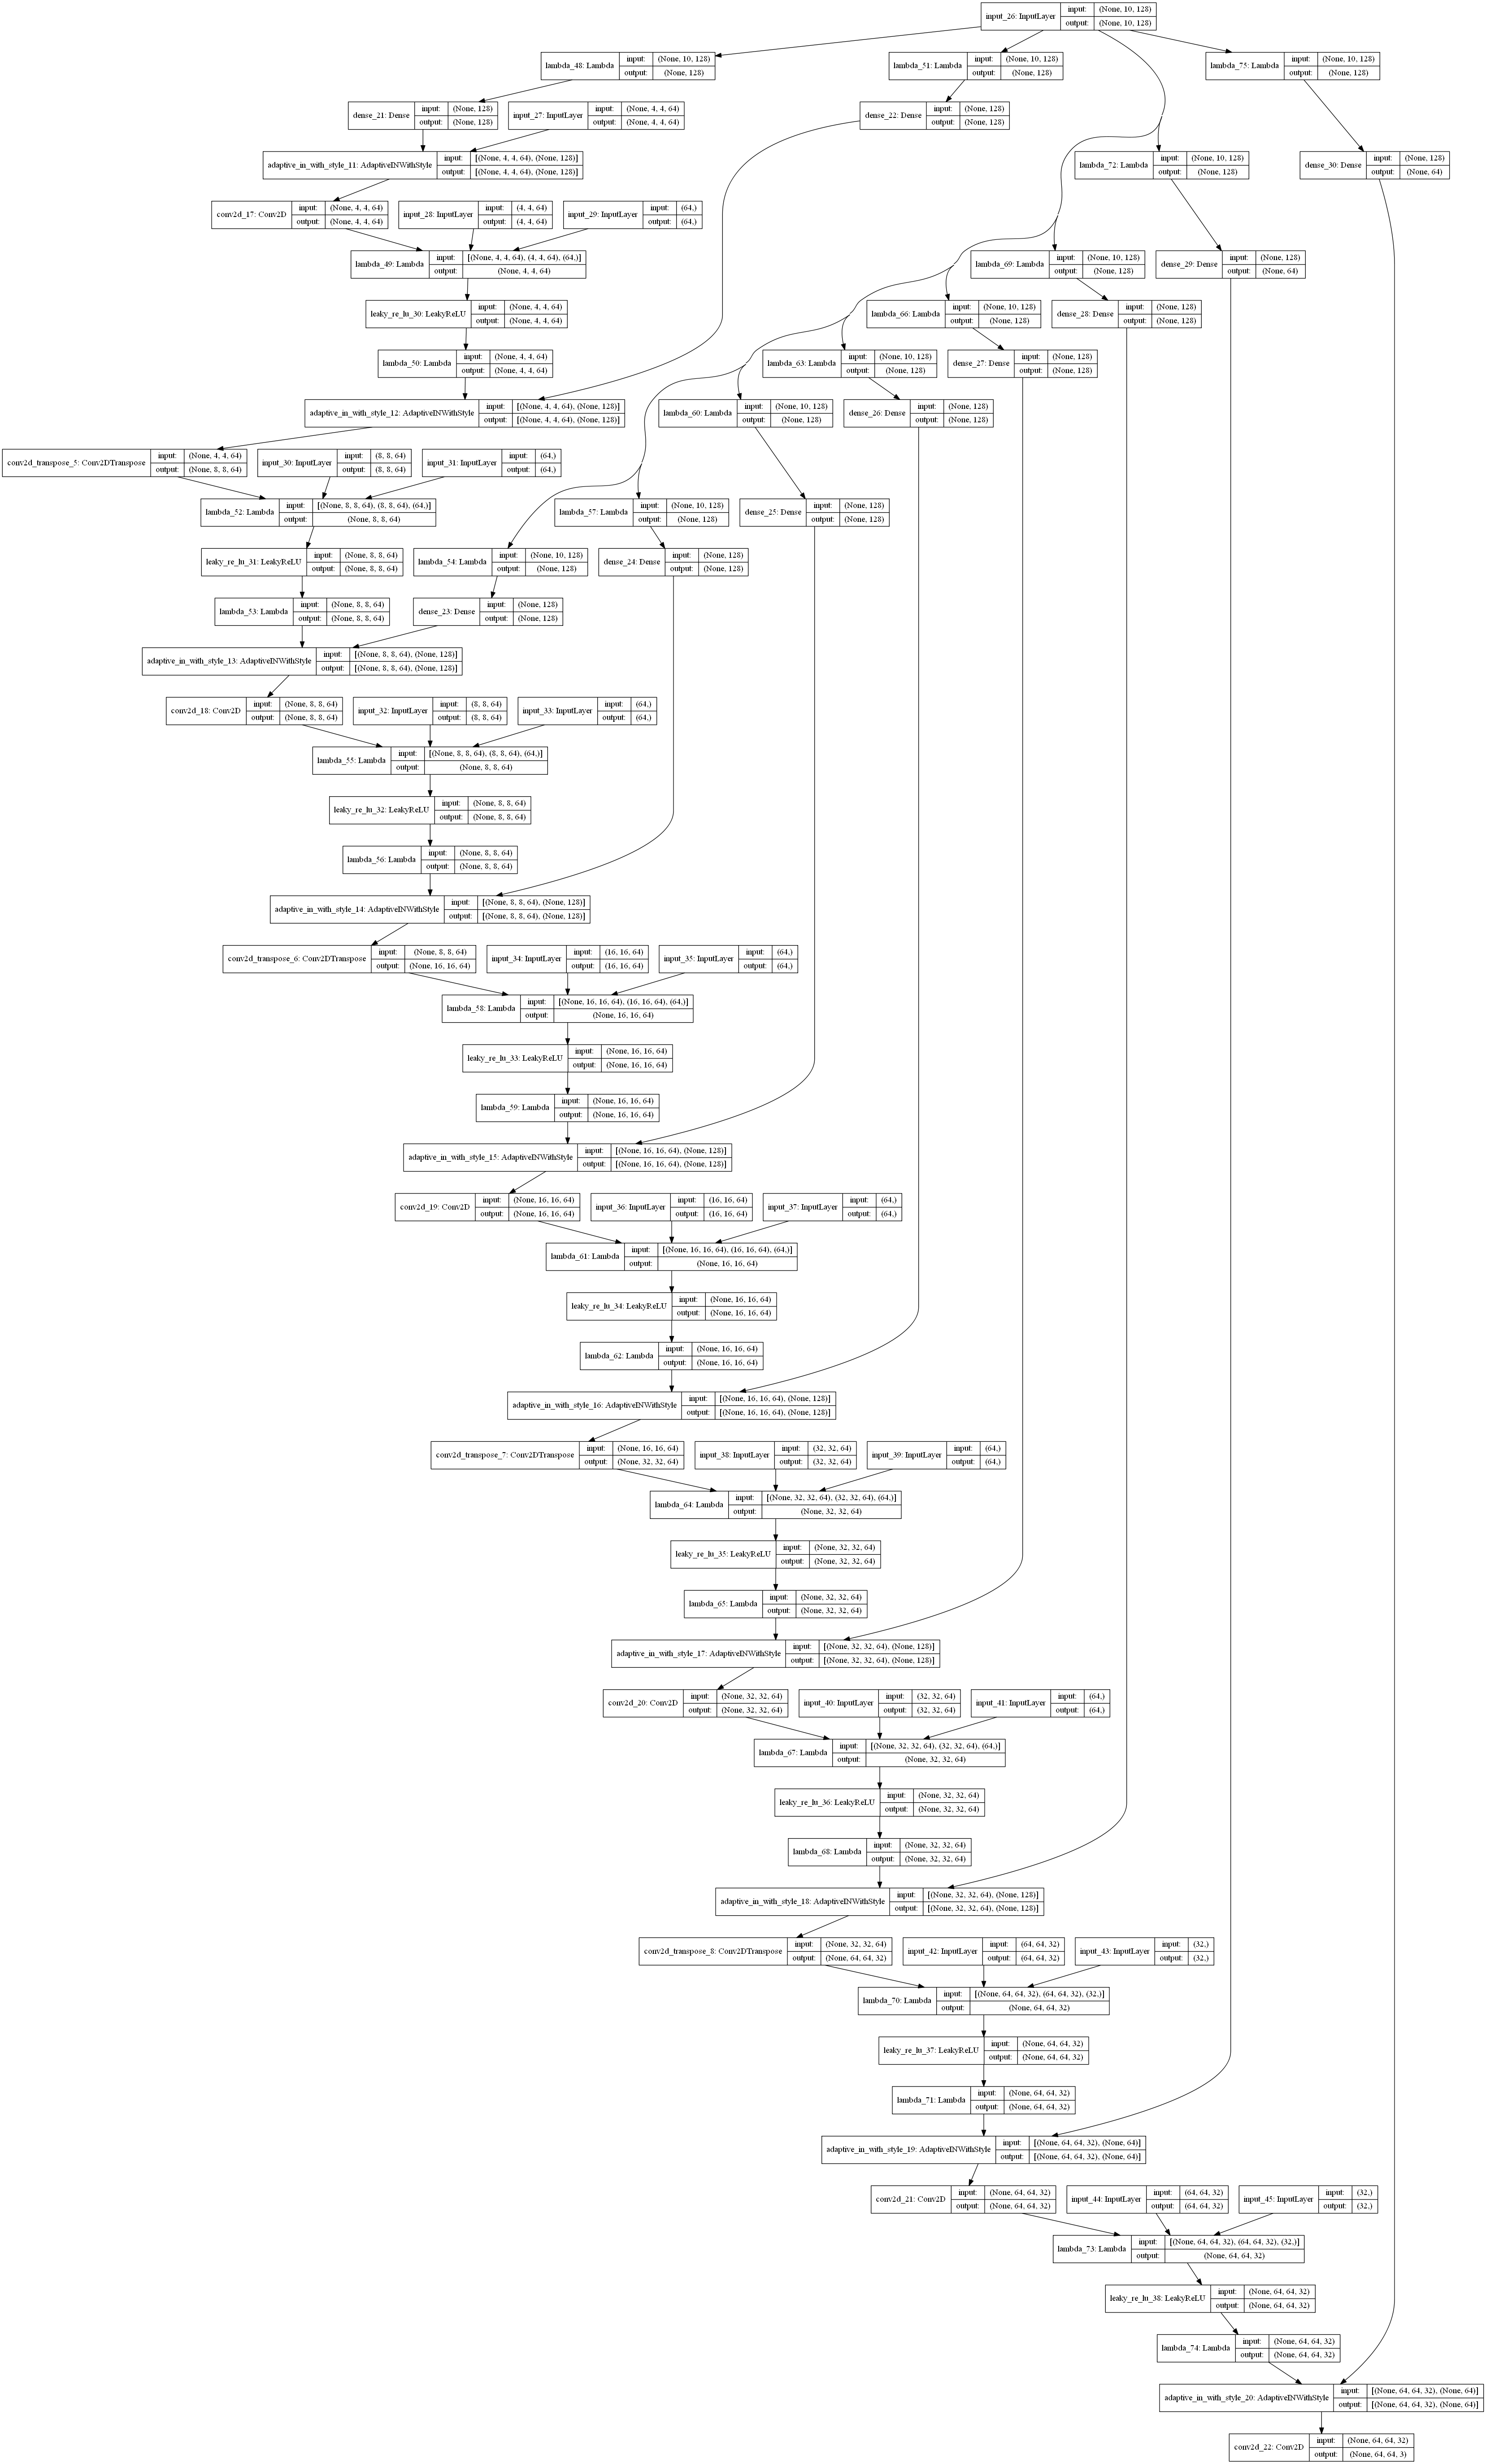 input_26: InputLayer input: (None, 10, 128)
output: (None, 10, 128)
lambda_48: Lambda input: (None, 10, 128)
output: (None, 128)
lambda_51: Lambda input: (None, 10, 128)
output: (None, 128)
lambda_75: Lambda input: (None, 10, 128)
output: (None, 128)
dense_21: Dense input: (None, 128)
output: (None, 128)
input_27: InputLayer input: (None, 4, 4, 64)
output: (None, 4, 4, 64)
dense_22: Dense input: (None, 128)
output: (None, 128)
adaptive_in_with_style_11: AdaptiveINWithStyle input: [(None, 4, 4, 64), (None, 128)]
output: [(None, 4, 4, 64), (None, 128)]
lambda_72: Lambda input: (None, 10, 128)
output: (None, 128)
dense_30: Dense input: (None, 128)
output: (None, 64)
conv2d_17: Conv2D input: (None, 4, 4, 64)
output: (None, 4, 4, 64)
input_28: InputLayer input: (4, 4, 64)
output: (4, 4, 64)
input_29: InputLayer input: (64,)
output: (64,)
lambda_49: Lambda input: [(None, 4, 4, 64), (4, 4, 64), (64,)]
output: (None, 4, 4, 64)
lambda_69: Lambda input: (None, 10, 128)
output: (None, 128)
dense_29: Dense input: (None, 128)
output: (None, 64)
leaky_re_lu_30: LeakyReLU input: (None, 4, 4, 64)
output: (None, 4, 4, 64)
lambda_66: Lambda input: (None, 10, 128)
output: (None, 128)
dense_28: Dense input: (None, 128)
output: (None, 128)
lambda_50: Lambda input: (None, 4, 4, 64)
output: (None, 4, 4, 64)
lambda_63: Lambda input: (None, 10, 128)
output: (None, 128)
dense_27: Dense input: (None, 128)
output: (None, 128)
adaptive_in_with_style_12: AdaptiveINWithStyle input: [(None, 4, 4, 64), (None, 128)]
output: [(None, 4, 4, 64), (None, 128)]
lambda_60: Lambda input: (None, 10, 128)
output: (None, 128)
dense_26: Dense input: (None, 128)
output: (None, 128)
conv2d_transpose_5: Conv2DTranspose input: (None, 4, 4, 64)
output: (None, 8, 8, 64)
input_30: InputLayer input: (8, 8, 64)
output: (8, 8, 64)
input_31: InputLayer input: (64,)
output: (64,)
lambda_52: Lambda input: [(None, 8, 8, 64), (8, 8, 64), (64,)]
output: (None, 8, 8, 64)
lambda_57: Lambda input: (None, 10, 128)
output: (None, 128)
dense_25: Dense input: (None, 128)
output: (None, 128)
leaky_re_lu_31: LeakyReLU input: (None, 8, 8, 64)
output: (None, 8, 8, 64)
lambda_54: Lambda input: (None, 10, 128)
output: (None, 128)
dense_24: Dense input: (None, 128)
output: (None, 128)
lambda_53: Lambda input: (None, 8, 8, 64)
output: (None, 8, 8, 64)
dense_23: Dense input: (None, 128)
output: (None, 128)
adaptive_in_with_style_13: AdaptiveINWithStyle input: [(None, 8, 8, 64), (None, 128)]
output: [(None, 8, 8, 64), (None, 128)]
conv2d_18: Conv2D input: (None, 8, 8, 64)
output: (None, 8, 8, 64)
input_32: InputLayer input: (8, 8, 64)
output: (8, 8, 64)
input_33: InputLayer input: (64,)
output: (64,)
lambda_55: Lambda input: [(None, 8, 8, 64), (8, 8, 64), (64,)]
output: (None, 8, 8, 64)
leaky_re_lu_32: LeakyReLU input: (None, 8, 8, 64)
output: (None, 8, 8, 64)
lambda_56: Lambda input: (None, 8, 8, 64)
output: (None, 8, 8, 64)
adaptive_in_with_style_14: AdaptiveINWithStyle input: [(None, 8, 8, 64), (None, 128)]
output: [(None, 8, 8, 64), (None, 128)]
conv2d_transpose_6: Conv2DTranspose input: (None, 8, 8, 64)
output: (None, 16, 16, 64)
input_34: InputLayer input: (16, 16, 64)
output: (16, 16, 64)
input_35: InputLayer input: (64,)
output: (64,)
lambda_58: Lambda input: [(None, 16, 16, 64), (16, 16, 64), (64,)]
output: (None, 16, 16, 64)
leaky_re_lu_33: LeakyReLU input: (None, 16, 16, 64)
output: (None, 16, 16, 64)
lambda_59: Lambda input: (None, 16, 16, 64)
output: (None, 16, 16, 64)
adaptive_in_with_style_15: AdaptiveINWithStyle input: [(None, 16, 16, 64), (None, 128)]
output: [(None, 16, 16, 64), (None, 128)]
conv2d_19: Conv2D input: (None, 16, 16, 64)
output: (None, 16, 16, 64)
input_36: InputLayer input: (16, 16, 64)
output: (16, 16, 64)
input_37: InputLayer input: (64,)
output: (64,)
lambda_61: Lambda input: [(None, 16, 16, 64), (16, 16, 64), (64,)]
output: (None, 16, 16, 64)
leaky_re_lu_34: LeakyReLU input: (None, 16, 16, 64)
output: (None, 16, 16, 64)
lambda_62: Lambda input: (None, 16, 16, 64)
output: (None, 16, 16, 64)
adaptive_in_with_style_16: AdaptiveINWithStyle input: [(None, 16, 16, 64), (None, 128)]
output: [(None, 16, 16, 64), (None, 128)]
conv2d_transpose_7: Conv2DTranspose input: (None, 16, 16, 64)
output: (None, 32, 32, 64)
input_38: InputLayer input: (32, 32, 64)
output: (32, 32, 64)
input_39: InputLayer input: (64,)
output: (64,)
lambda_64: Lambda input: [(None, 32, 32, 64), (32, 32, 64), (64,)]
output: (None, 32, 32, 64)
leaky_re_lu_35: LeakyReLU input: (None, 32, 32, 64)
output: (None, 32, 32, 64)
lambda_65: Lambda input: (None, 32, 32, 64)
output: (None, 32, 32, 64)
adaptive_in_with_style_17: AdaptiveINWithStyle input: [(None, 32, 32, 64), (None, 128)]
output: [(None, 32, 32, 64), (None, 128)]
conv2d_20: Conv2D input: (None, 32, 32, 64)
output: (None, 32, 32, 64)
input_40: InputLayer input: (32, 32, 64)
output: (32, 32, 64)
input_41: InputLayer input: (64,)
output: (64,)
lambda_67: Lambda input: [(None, 32, 32, 64), (32, 32, 64), (64,)]
output: (None, 32, 32, 64)
leaky_re_lu_36: LeakyReLU input: (None, 32, 32, 64)
output: (None, 32, 32, 64)
lambda_68: Lambda input: (None, 32, 32, 64)
output: (None, 32, 32, 64)
adaptive_in_with_style_18: AdaptiveINWithStyle input: [(None, 32, 32, 64), (None, 128)]
output: [(None, 32, 32, 64), (None, 128)]
conv2d_transpose_8: Conv2DTranspose input: (None, 32, 32, 64)
output: (None, 64, 64, 32)
input_42: InputLayer input: (64, 64, 32)
output: (64, 64, 32)
input_43: InputLayer input: (32,)
output: (32,)
lambda_70: Lambda input: [(None, 64, 64, 32), (64, 64, 32), (32,)]
output: (None, 64, 64, 32)
leaky_re_lu_37: LeakyReLU input: (None, 64, 64, 32)
output: (None, 64, 64, 32)
lambda_71: Lambda input: (None, 64, 64, 32)
output: (None, 64, 64, 32)
adaptive_in_with_style_19: AdaptiveINWithStyle input: [(None, 64, 64, 32), (None, 64)]
output: [(None, 64, 64, 32), (None, 64)]
conv2d_21: Conv2D input: (None, 64, 64, 32)
output: (None, 64, 64, 32)
input_44: InputLayer input: (64, 64, 32)
output: (64, 64, 32)
input_45: InputLayer input: (32,)
output: (32,)
lambda_73: Lambda input: [(None, 64, 64, 32), (64, 64, 32), (32,)]
output: (None, 64, 64, 32)
leaky_re_lu_38: LeakyReLU input: (None, 64, 64, 32)
output: (None, 64, 64, 32)
lambda_74: Lambda input: (None, 64, 64, 32)
output: (None, 64, 64, 32)
adaptive_in_with_style_20: AdaptiveINWithStyle input: [(None, 64, 64, 32), (None, 64)]
output: [(None, 64, 64, 32), (None, 64)]
conv2d_22: Conv2D input: (None, 64, 64, 32)
output: (None, 64, 64, 3)